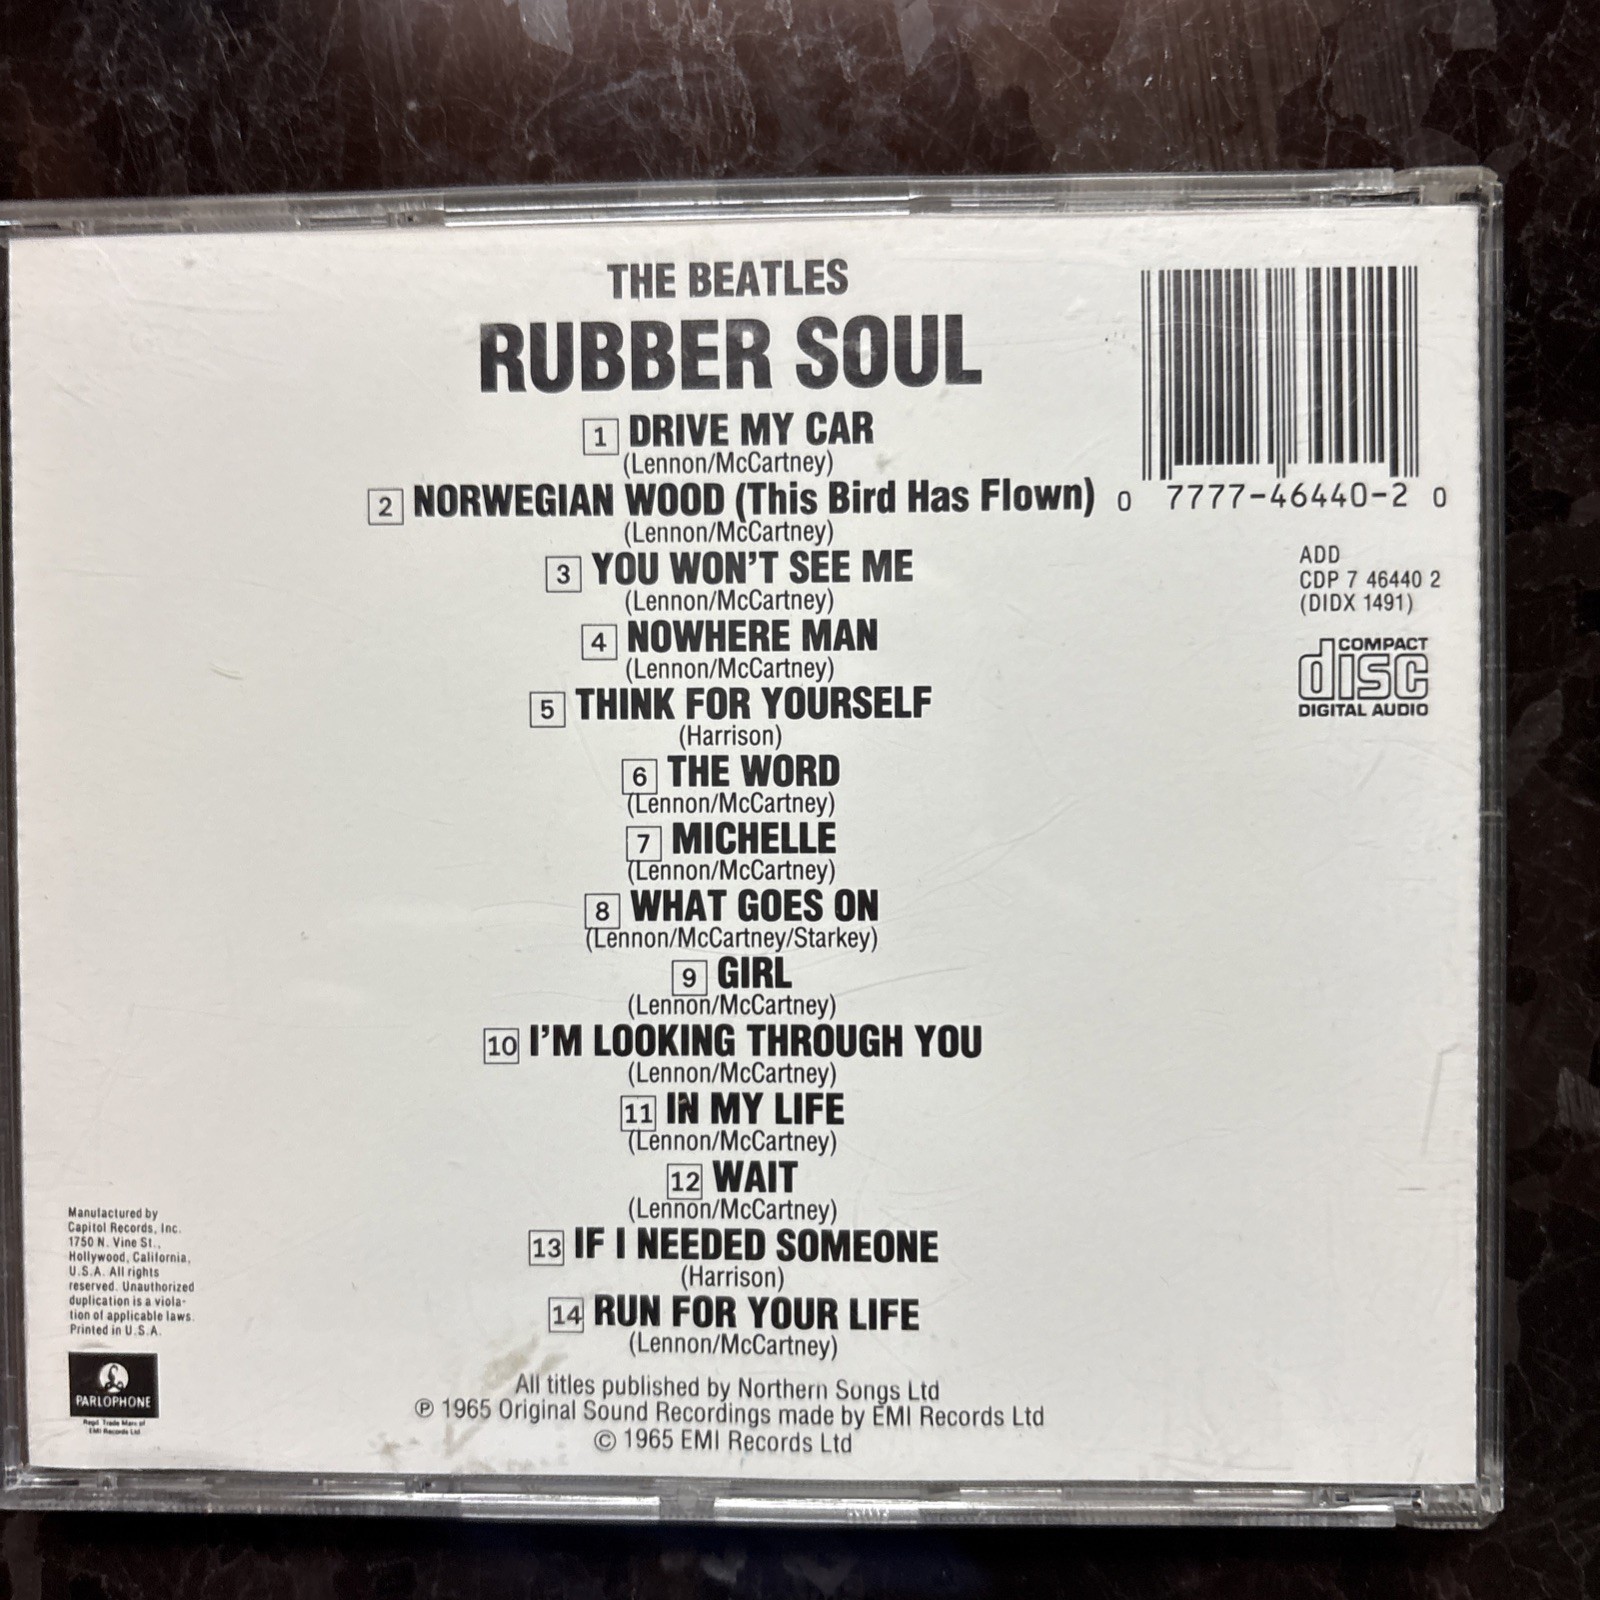 THE BEATLES
RUBBER SOUL
1 DRIVE MY CAR
(Lennon/McCartney)
2 NORWEGIAN WOOD (This Bird Has Flown)
(Lennon/McCartney)
3 YOU WON'T SEE ME
(Lennon/McCartney)
4 NOWHERE MAN
(Lennon/McCartney)
5 THINK FOR YOURSELF
(Harrison)
6 THE WORD
(Lennon/McCartney)
7 MICHELLE
(Lennon/McCartney)
8 WHAT GOES ON
(Lennon/McCartney/Starkey)
9 GIRL
(Lennon/McCartney)
10 I'M LOOKING THROUGH YOU
(Lennon/McCartney)
11 IN MY LIFE
(Lennon/McCartney)
12 WAIT
(Lennon/McCartney)
13 IF I NEEDED SOMEONE
(Harrison)
14 RUN FOR YOUR LIFE
(Lennon/McCartney)
All titles published by Northern Songs Ltd
℗ 1965 Original Sound Recordings made by EMI Records Ltd
© 1965 EMI Records Ltd
0 7777-46440-2 0
ADD
CDP 7 46440 2
(DIDX 1491)
COMPACT
disc
DIGITAL AUDIO
Manufactured by
Capitol Records, Inc.
1750 N. Vine St.,
Hollywood, California,
U.S.A. All rights
reserved. Unauthorized
duplication is a viola-
tion of applicable laws.
Printed in U.S.A.
PARLOPHONE
Regd. Trade Mark of
EMI Records Ltd.